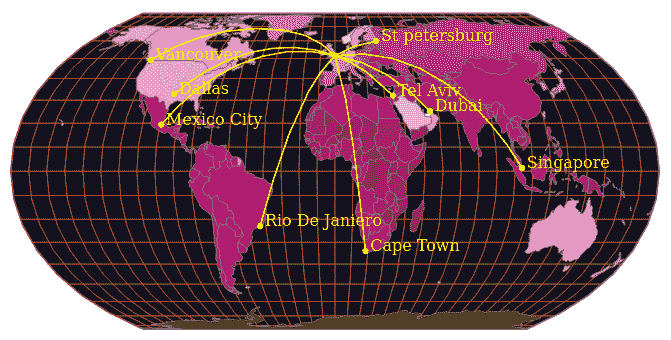 St petersburg
Vancouver
Dallas
Tel Aviv
Dubai
Mexico City
Singapore
Rio De Janiero
Cape Town